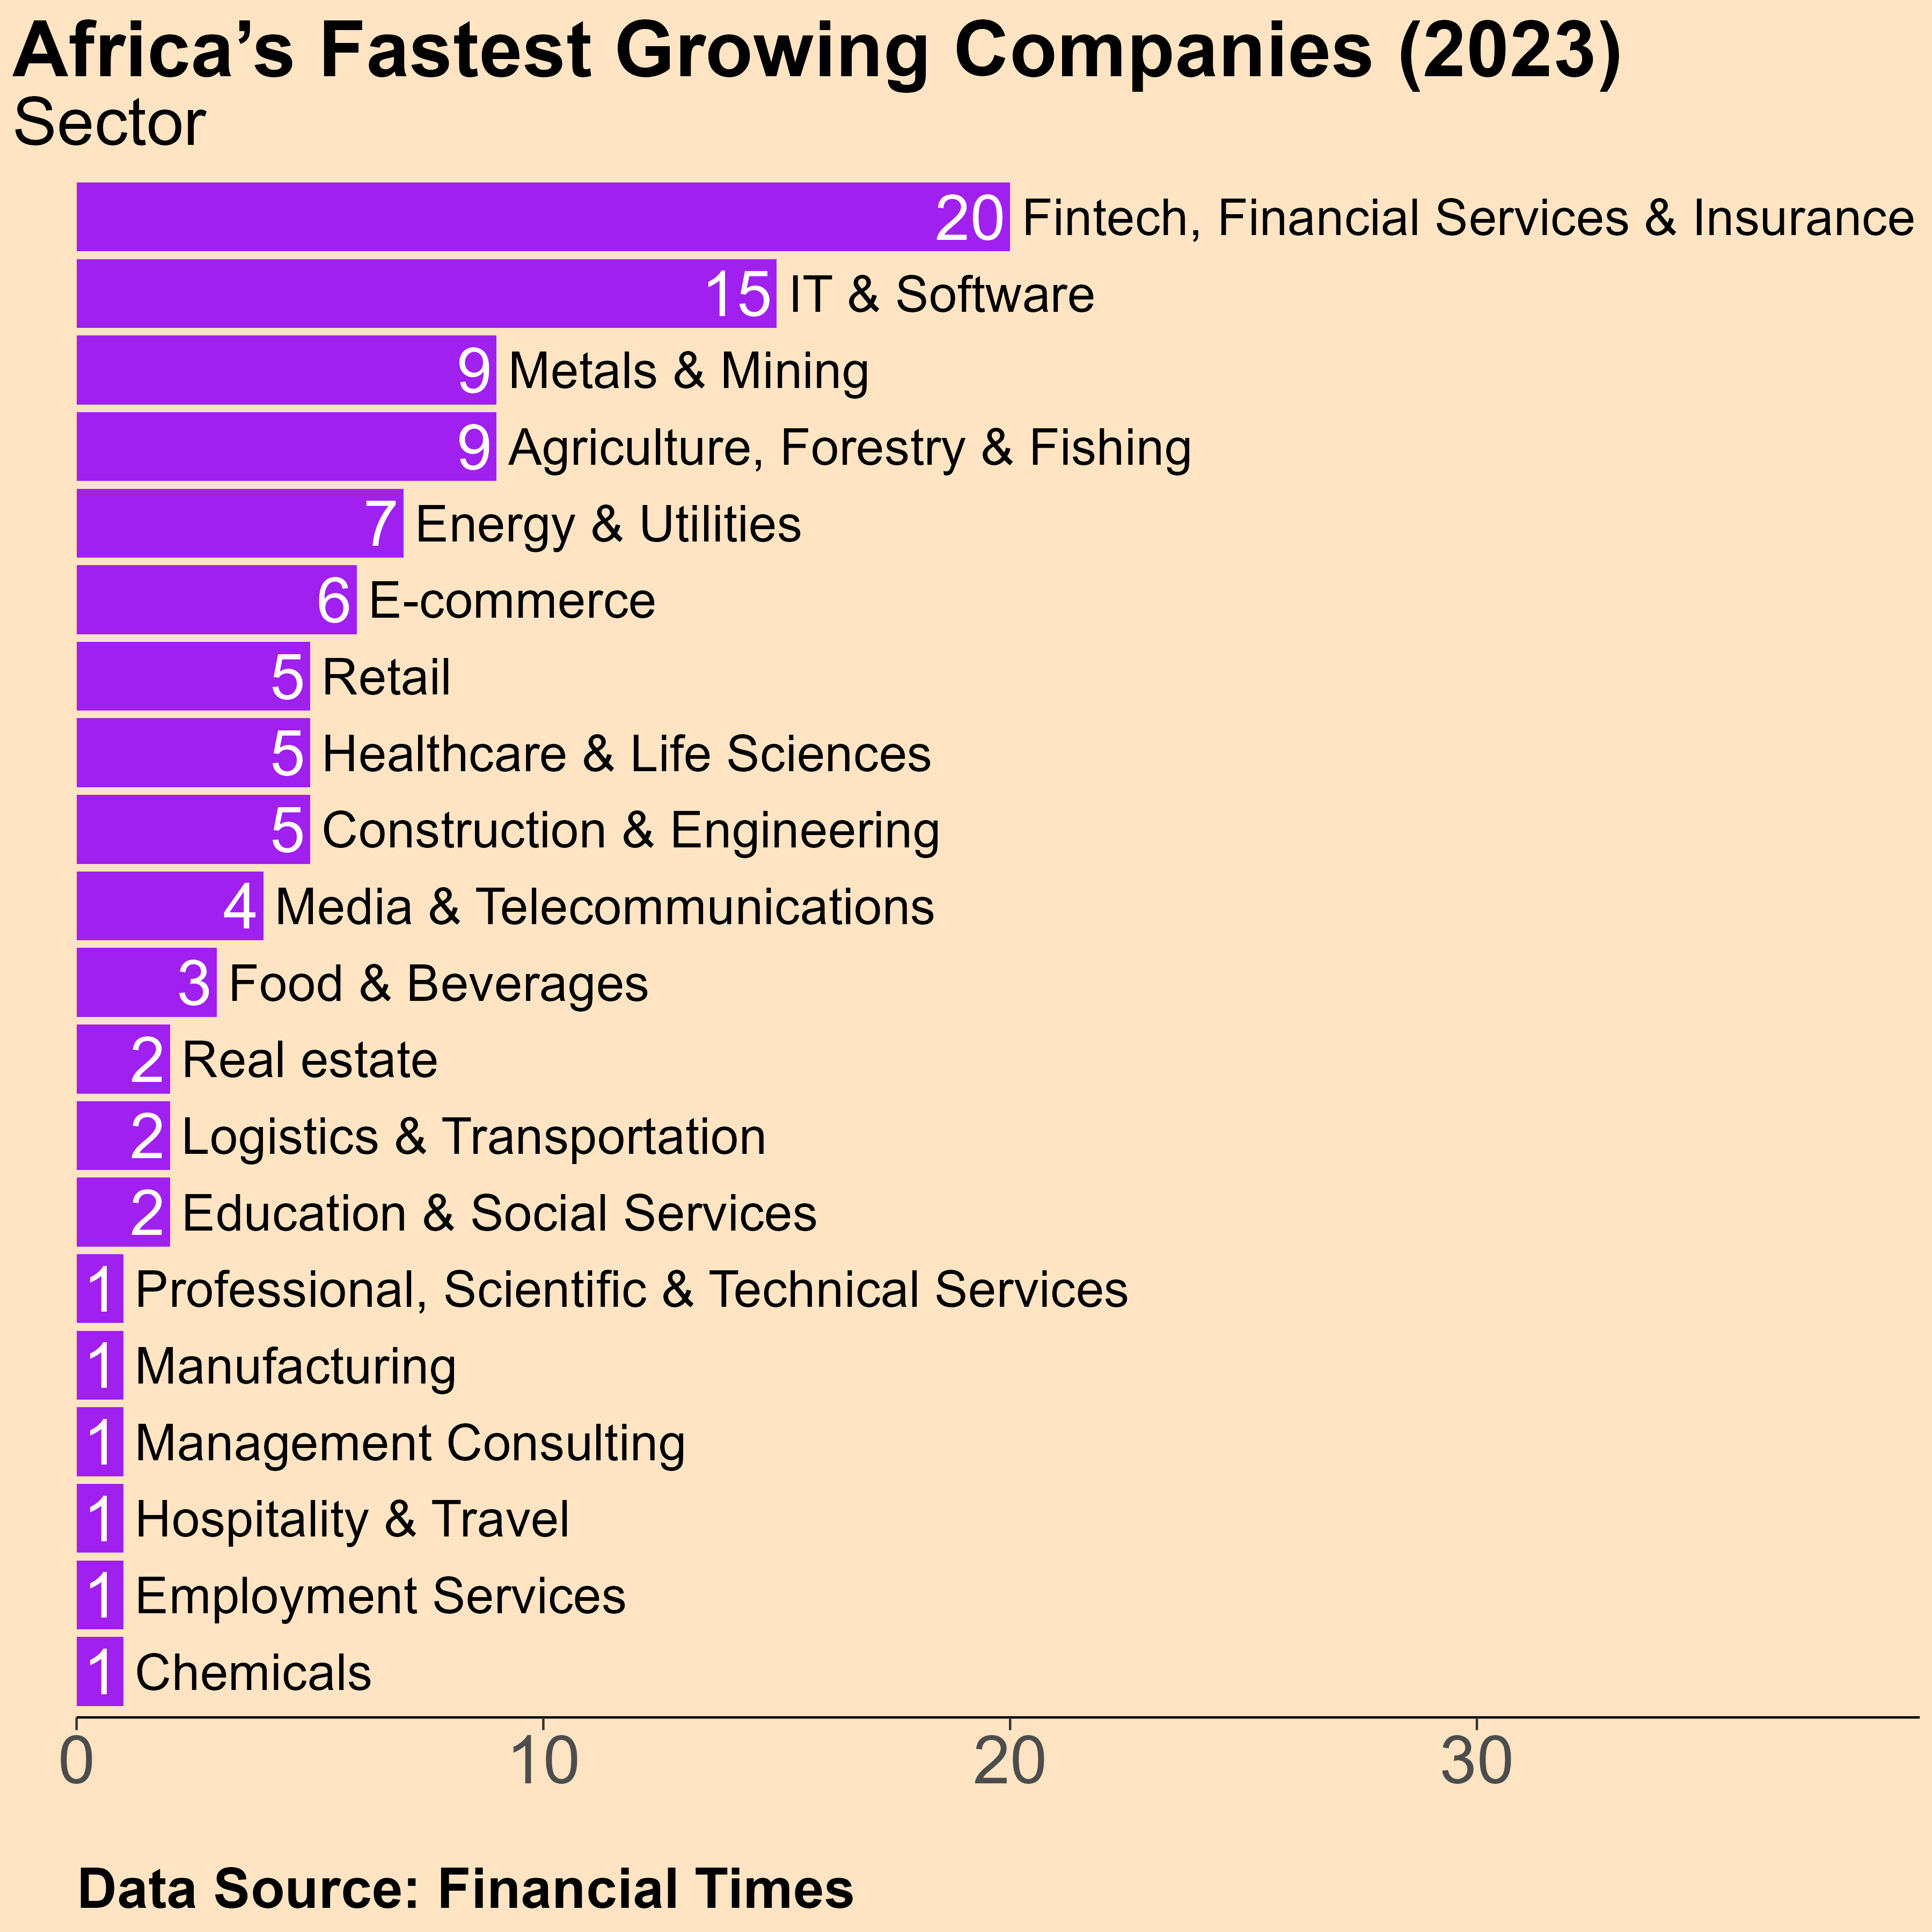 Africa’s Fastest Growing Companies (2023)
Sector
20 Fintech, Financial Services & Insurance
15 IT & Software
9 Metals & Mining
9 Agriculture, Forestry & Fishing
7 Energy & Utilities
6 E-commerce
5 Retail
5 Healthcare & Life Sciences
5 Construction & Engineering
4 Media & Telecommunications
3 Food & Beverages
2 Real estate
2 Logistics & Transportation
2 Education & Social Services
1 Professional, Scientific & Technical Services
1 Manufacturing
1 Management Consulting
1 Hospitality & Travel
1 Employment Services
1 Chemicals
0 10 20 30
Data Source: Financial Times